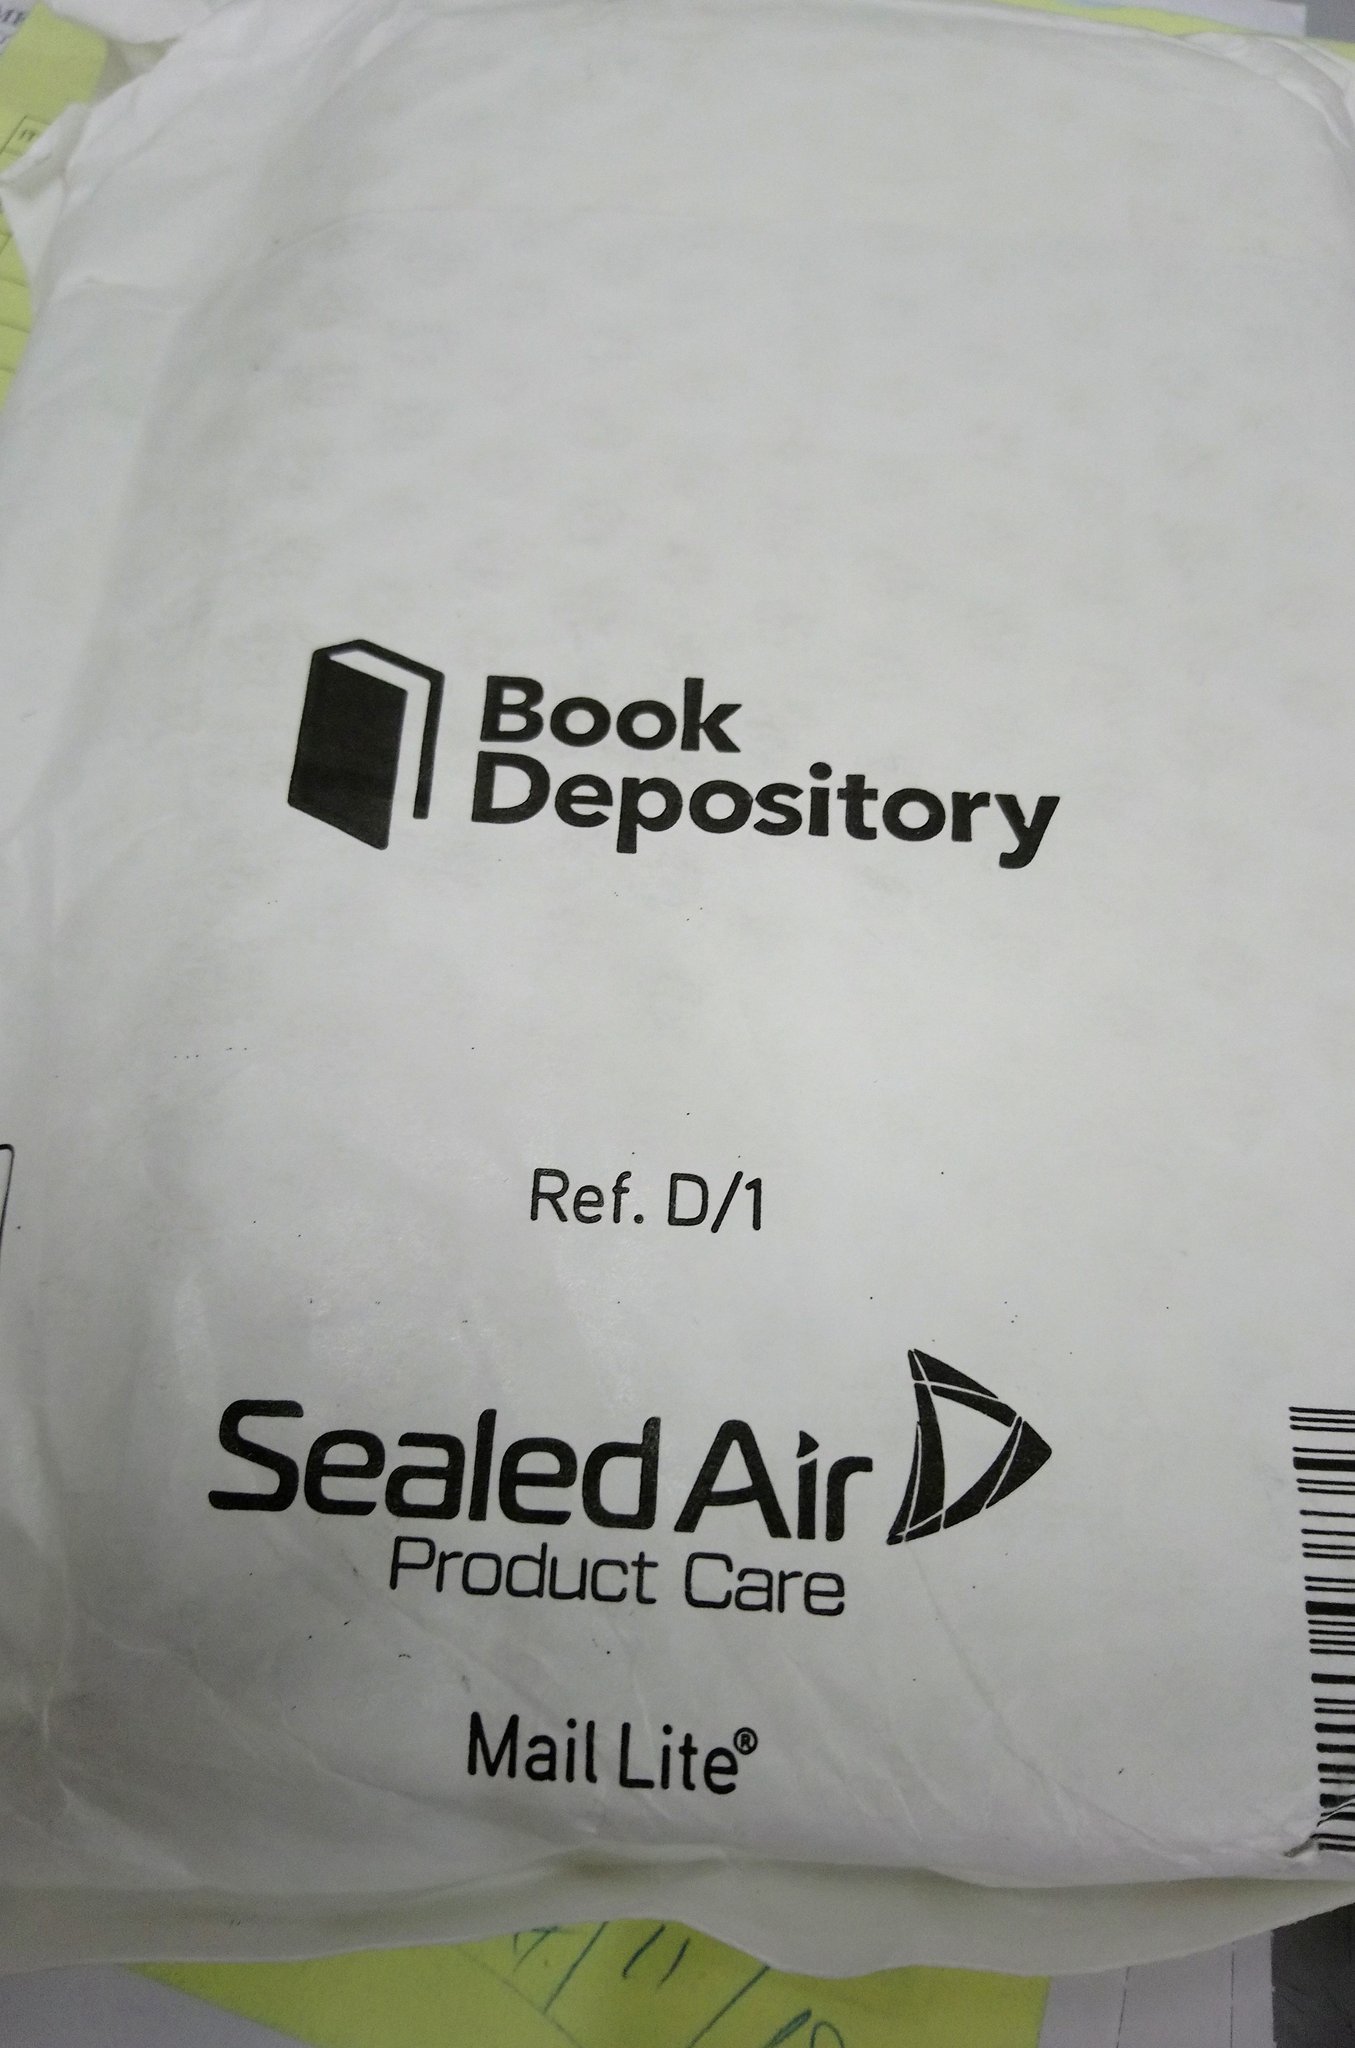 Book
Depository
Ref. D/1
Sealed Air
Product Care
Mail Lite®